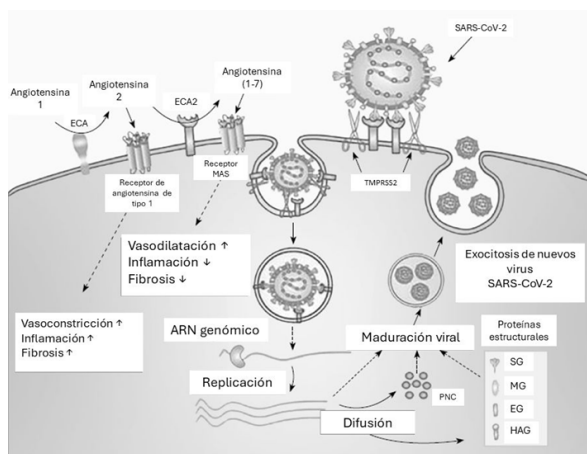 SARS-CoV-2
Angiotensina
(1-7)
Angiotensina
2
Angiotensina
1
ECA
ECA2
Receptor
MAS
Receptor de
angiotensina de
tipo 1
TMPRSS2
Vasodilatación ↑
Inflamación ↓
Fibrosis ↓
Exocitosis de nuevos
virus
SARS-CoV-2
Vasoconstricción ↑
Inflamación ↑
Fibrosis ↑
ARN genómico
Maduración viral
Proteínas
estructurales
Replicación
SG
MG
EG
HAG
PNC
Difusión